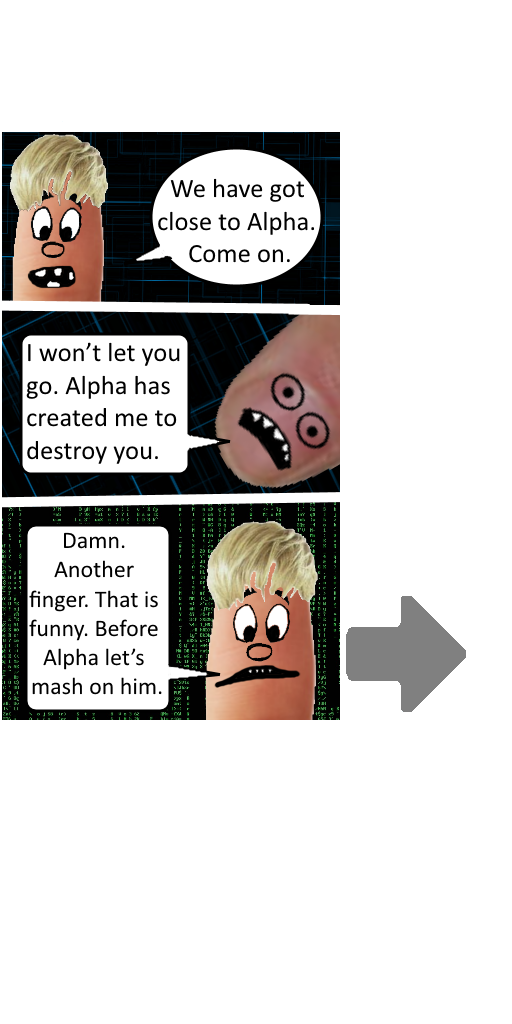 We have got
close to Alpha.
Come on.
I won't let you
go. Alpha has
created me to
destroy you.
Damn.
Another
finger. That is
funny. Before
Alpha let's
mash on him.